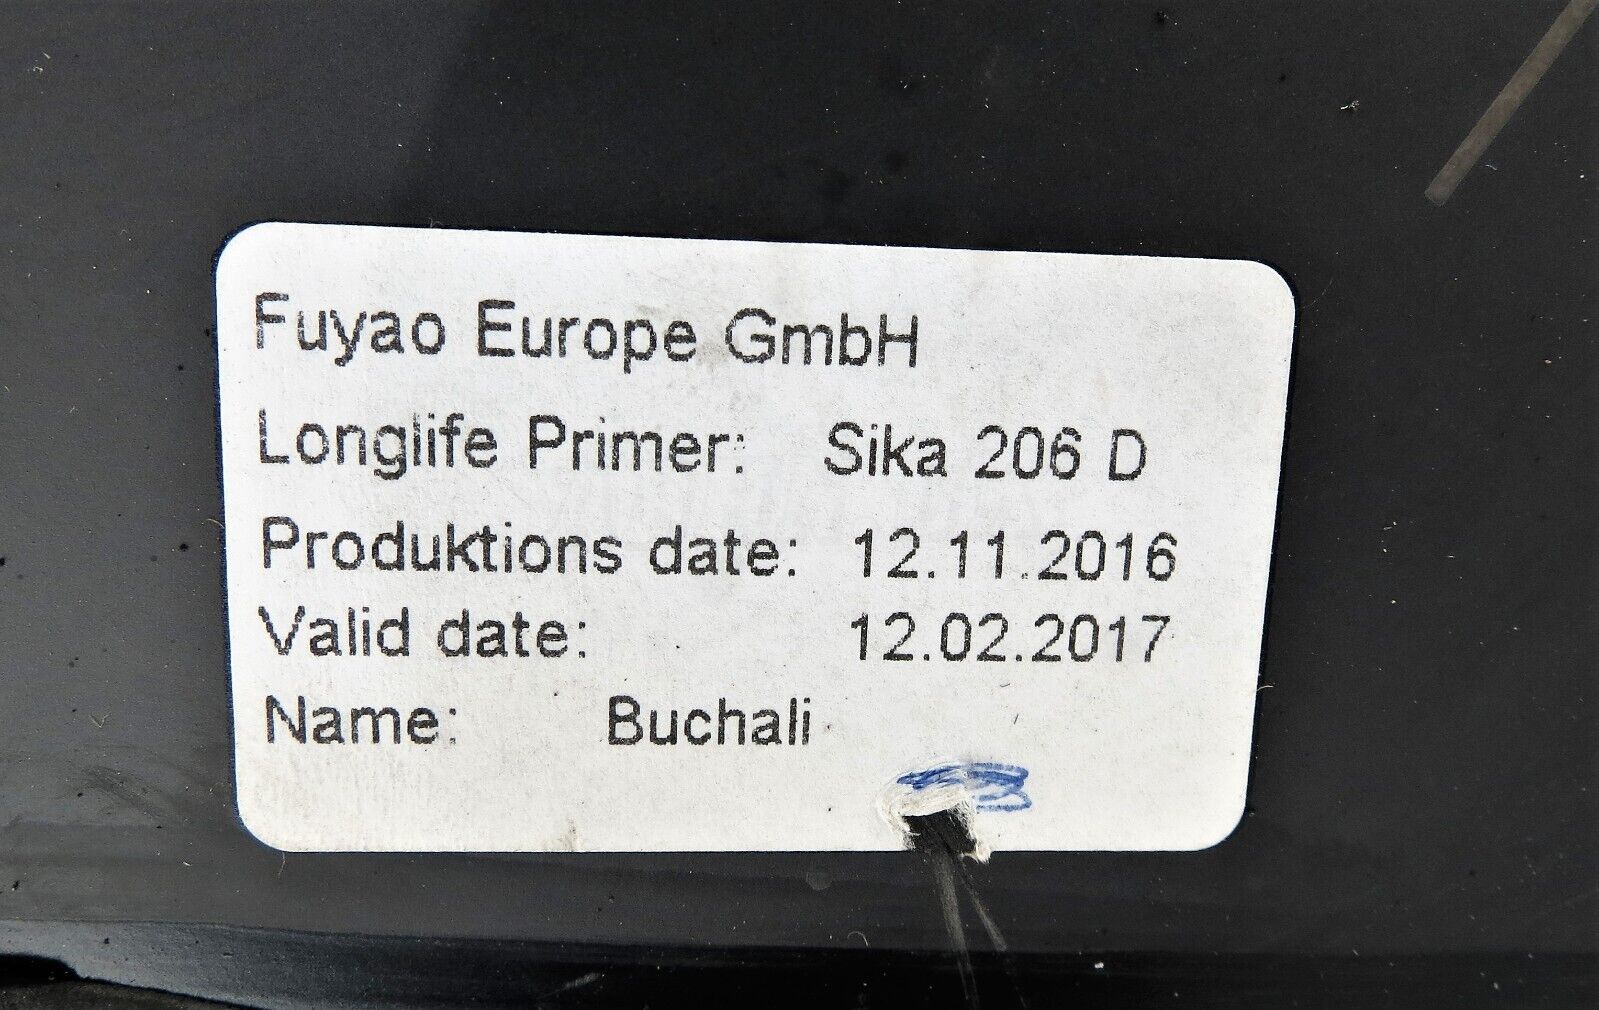 Fuyao Europe GmbH
Longlife Primer: Sika 206 D
Produktions date: 12.11.2016
Valid date: 12.02.2017
Name: Buchali